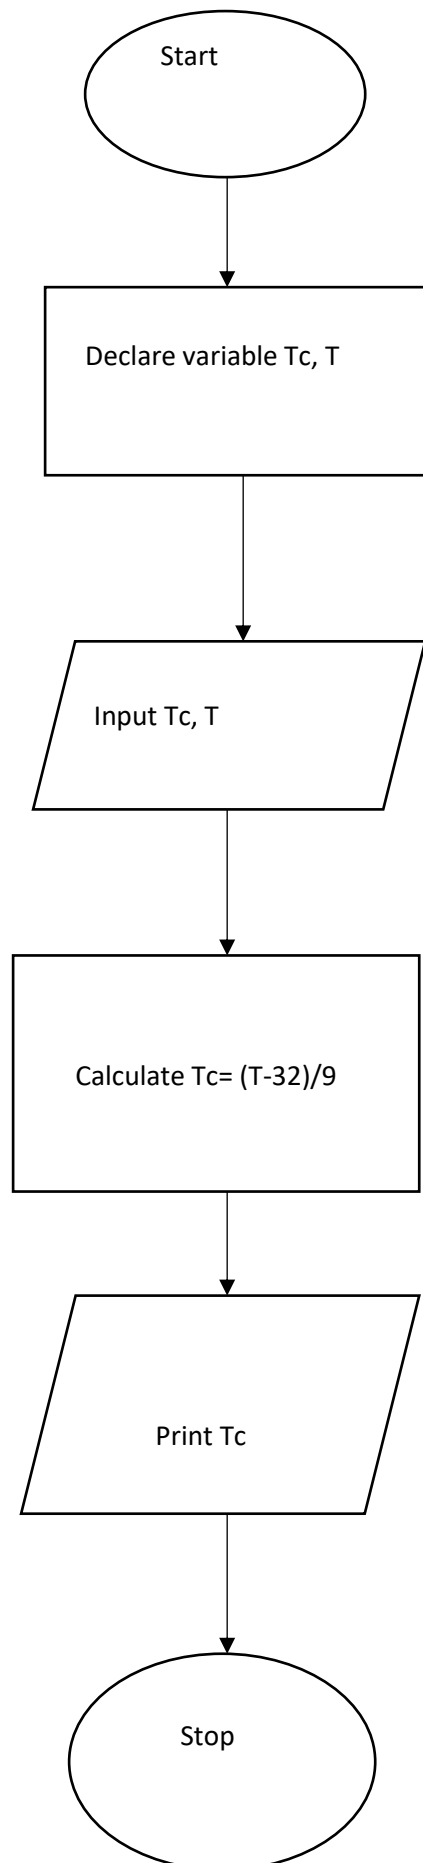 Start
Declare variable Tc, T
Input Tc, T
Calculate Tc= (T-32)/9
Print Tc
Stop